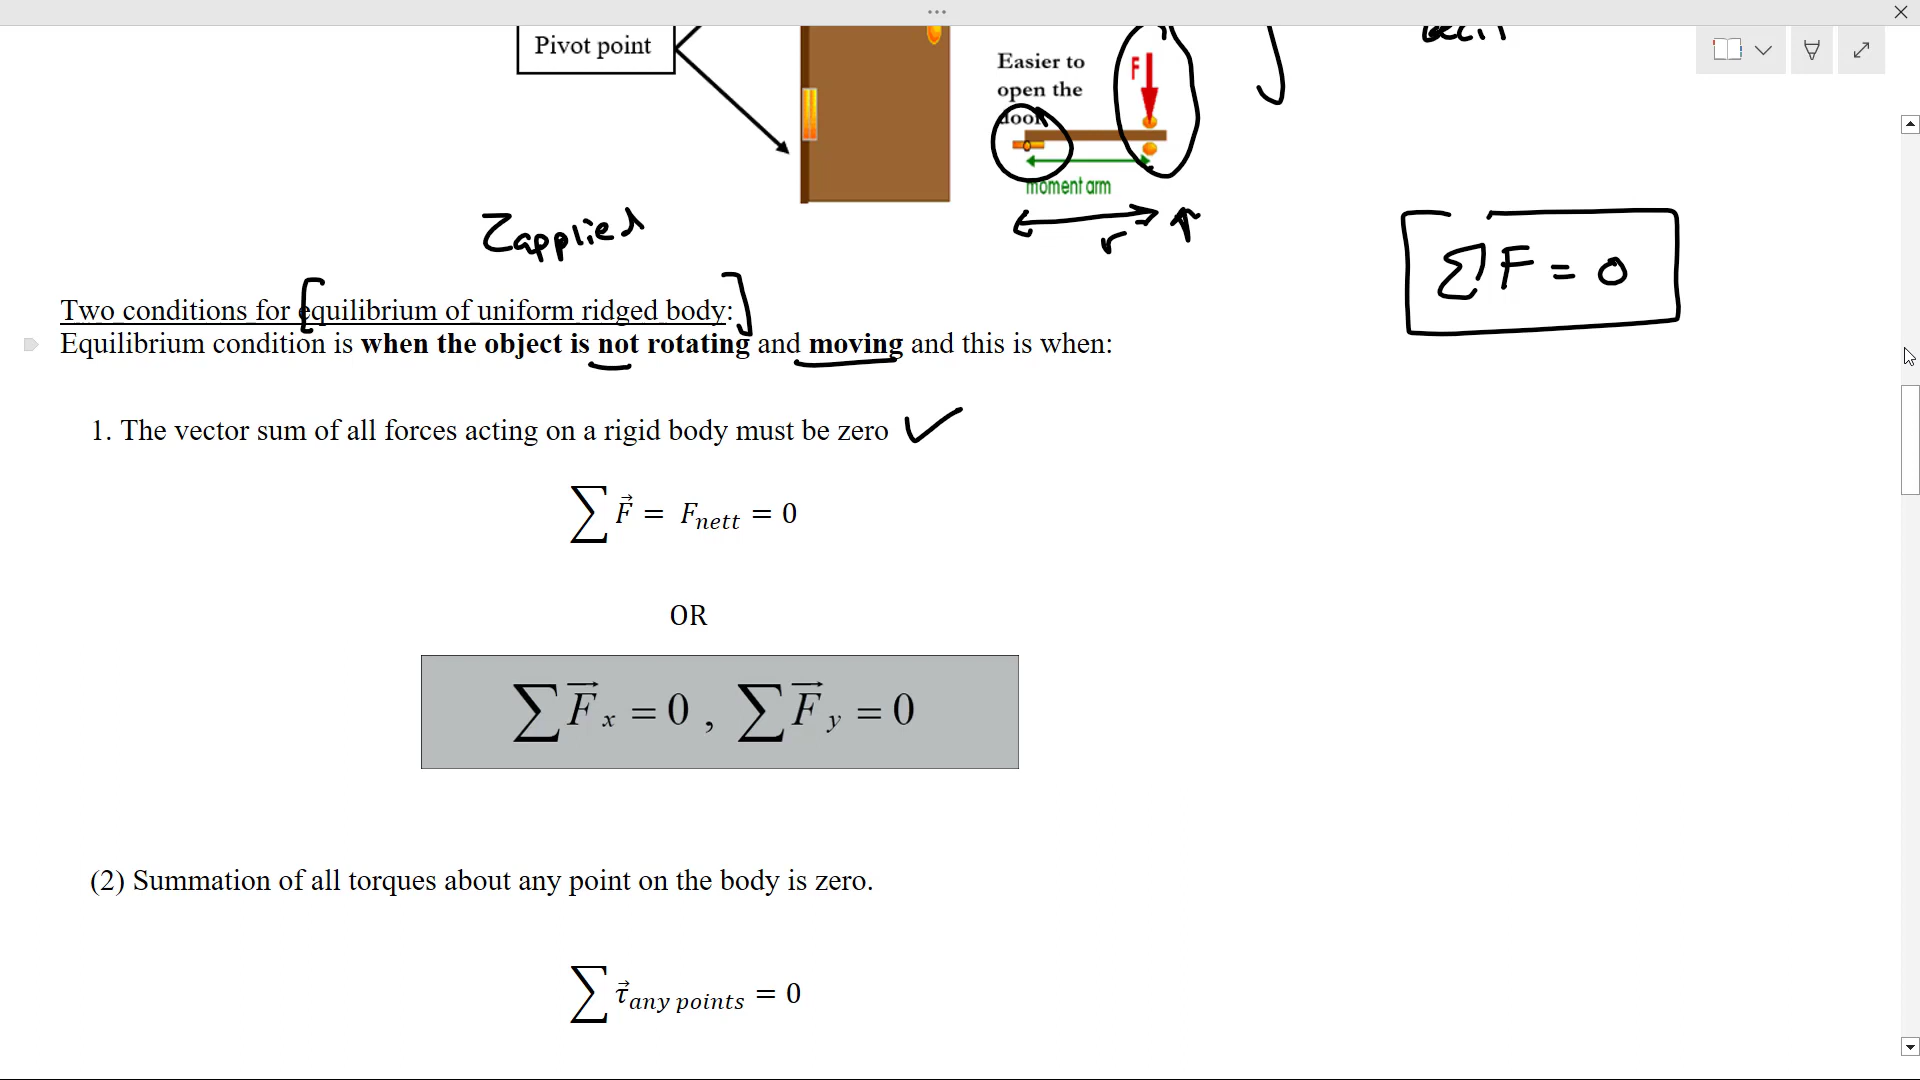 Pivot point
Easier to
open the
door
F
moment arm
r
τapplied
∑F = 0
Two conditions for equilibrium of uniform ridged body:
Equilibrium condition is when the object is not rotating and moving and this is when:
1. The vector sum of all forces acting on a rigid body must be zero
∑F⃗ = Fnett = 0
OR
∑F⃗x = 0 , ∑F⃗y = 0
(2) Summation of all torques about any point on the body is zero.
∑τ⃗any points = 0